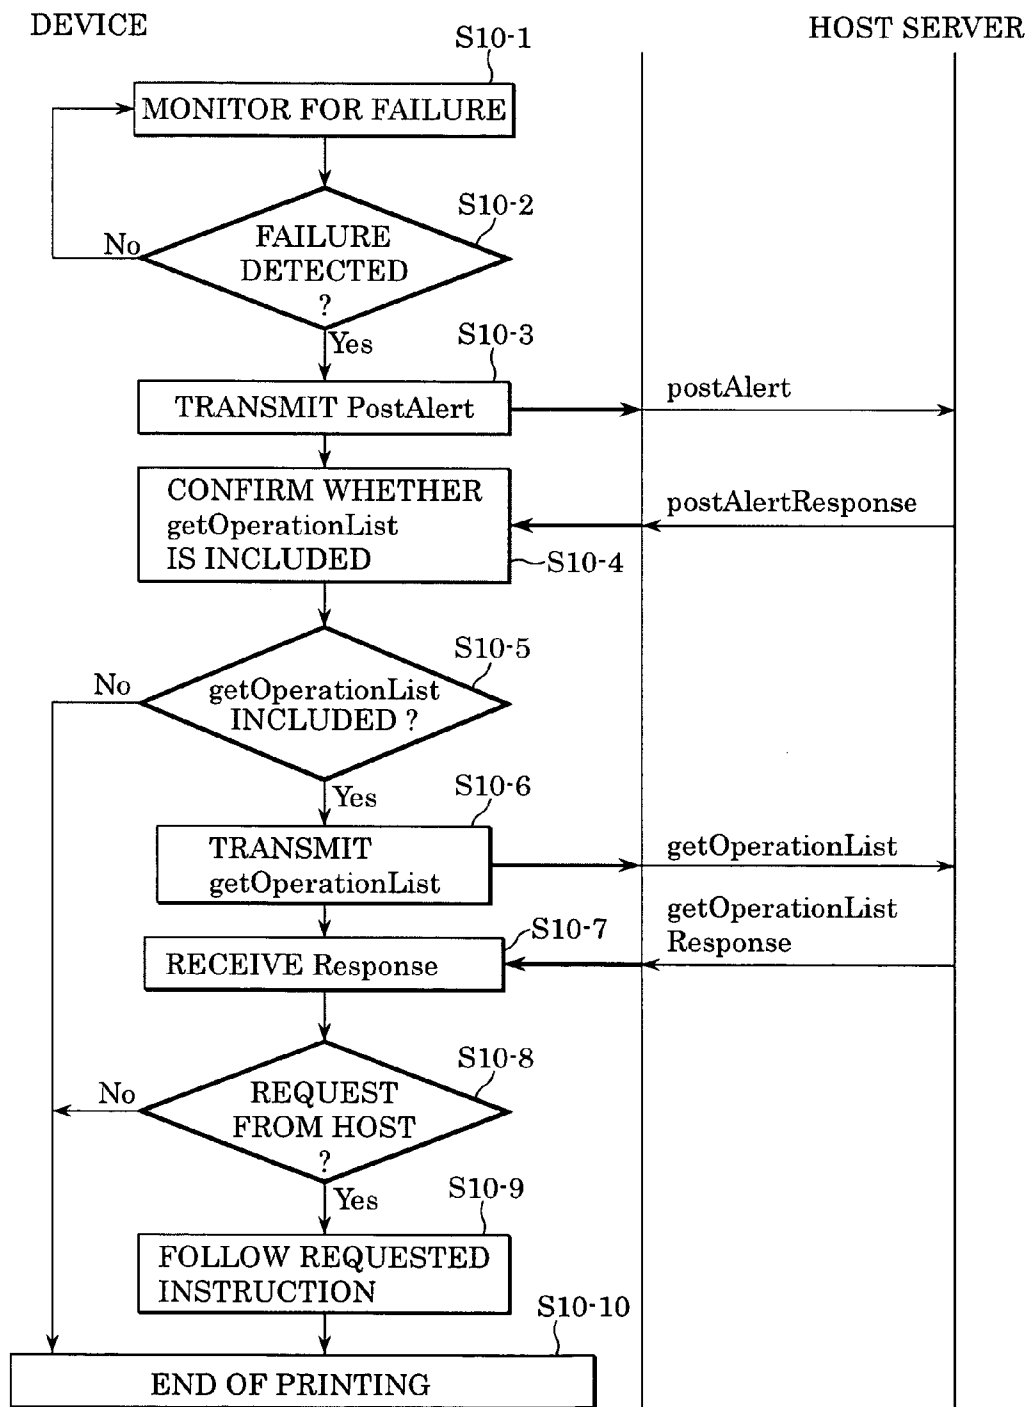 DEVICE
HOST SERVER
S10-1
MONITOR FOR FAILURE
S10-2
No
FAILURE
DETECTED
?
Yes
S10-3
TRANSMIT PostAlert
postAlert
CONFIRM WHETHER
getOperationList
IS INCLUDED
postAlertResponse
S10-4
S10-5
No
getOperationList
INCLUDED ?
Yes
S10-6
TRANSMIT
getOperationList
getOperationList
getOperationList
Response
S10-7
RECEIVE Response
S10-8
No
REQUEST
FROM HOST
?
Yes
S10-9
FOLLOW REQUESTED
INSTRUCTION
S10-10
END OF PRINTING